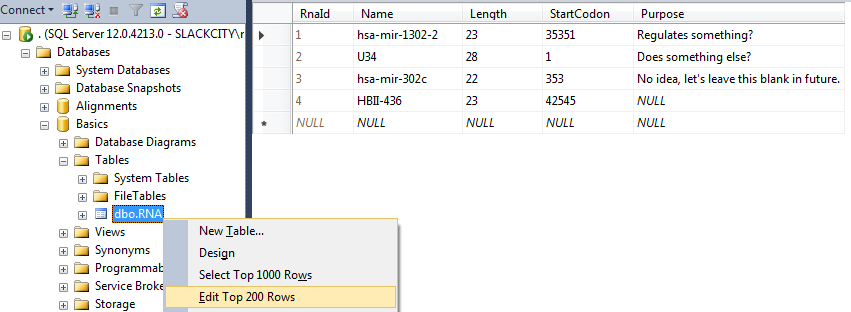 Connect
. (SQL Server 12.0.4213.0 - SLACKCITY\r
Databases
System Databases
Database Snapshots
Alignments
Basics
Database Diagrams
Tables
System Tables
FileTables
dbo.RNA
Views
Synonyms
Programmab
Service Broke
Storage
New Table...
Design
Select Top 1000 Rows
Edit Top 200 Rows
RnaId Name Length StartCodon Purpose
1 hsa-mir-1302-2 23 35351 Regulates something?
2 U34 28 1 Does something else?
3 hsa-mir-302c 22 353 No idea, let's leave this blank in future.
4 HBII-436 23 42545 NULL
NULL NULL NULL NULL NULL